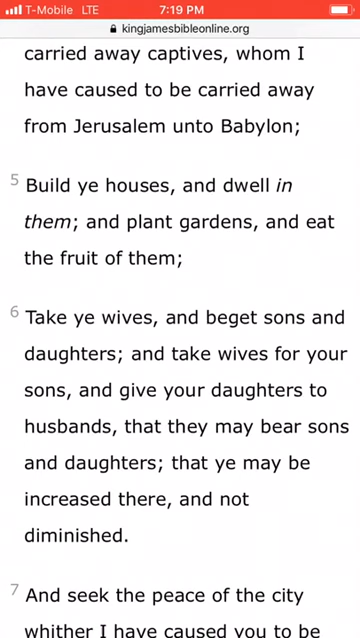 T-Mobile LTE 7:19 PM
kingjamesbibleonline.org
carried away captives, whom I
have caused to be carried away
from Jerusalem unto Babylon;
5 Build ye houses, and dwell in
them; and plant gardens, and eat
the fruit of them;
6 Take ye wives, and beget sons and
daughters; and take wives for your
sons, and give your daughters to
husbands, that they may bear sons
and daughters; that ye may be
increased there, and not
diminished.
7 And seek the peace of the city
whither I have caused you to be